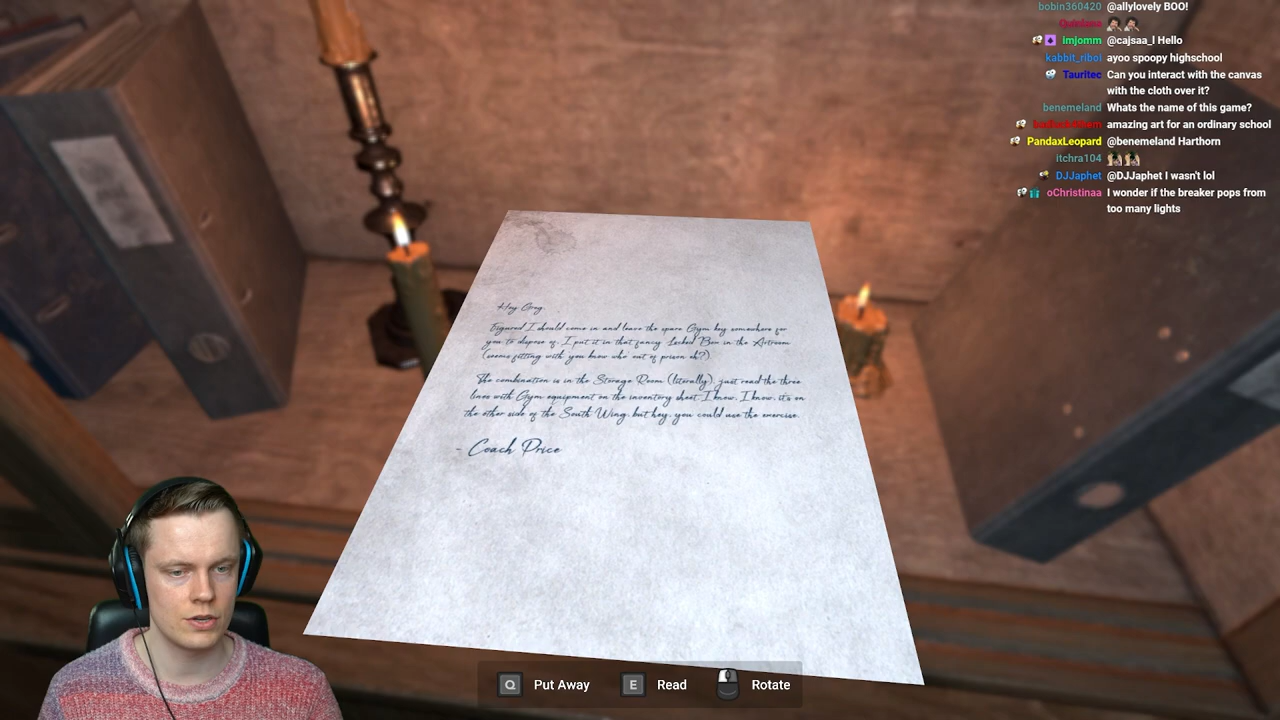 bobin360420 @allylovely BOO!
Imjomm @cajsaa_l Hello
kabbit_riboi ayoo spoopy highschool
Tauritec Can you interact with the canvas
with the cloth over it?
benemeland Whats the name of this game?
amazing art for an ordinary school
PandaxLeopard @benemeland Harthorn
itchra104
DJJaphet @DJJaphet I wasn't lol
oChristinaa I wonder if the breaker pops from
too many lights
Hey Greg,
figured I should come in and leave the spare Gym key somewhere for
you to dispose of. I put it in that fancy Locked Box in the Artroom
(seems fitting with you know who out of prison eh?).
The combination is in the Storage Room (literally), just read the three
lines with Gym equipment on the inventory sheet. I know, I know, it's on
the other side of the South Wing, but hey, you could use the exercise.
- Coach Price
Q Put Away E Read Rotate